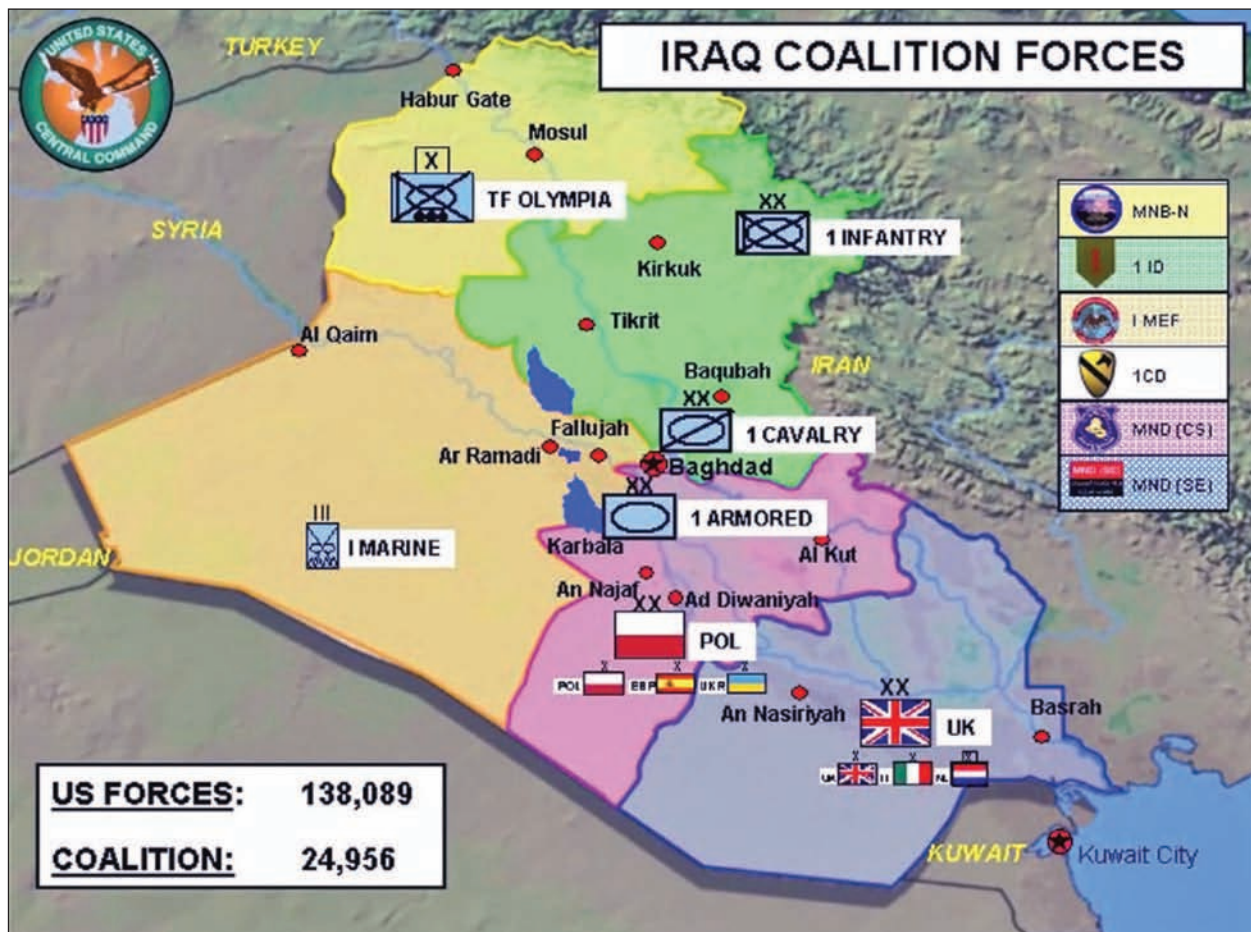 UNITED STATES
CENTRAL COMMAND
IRAQ COALITION FORCES
TURKEY
Habur Gate
Mosul
X
TF OLYMPIA
XX
1 INFANTRY
SYRIA
Kirkuk
Tikrit
Al Qaim
IRAN
Baqubah
XX
1 CAVALRY
Fallujah
Ar Ramadi
Baghdad
XX
1 ARMORED
III
I MARINE
JORDAN
Karbala
Al Kut
An Najaf
Ad Diwaniyah
XX
POL
X
X
X
POL
UKR
An Nasiriyah
XX
UK
Basrah
X
X
X
UK
IT
NL
KUWAIT
Kuwait City
MNB-N
1 ID
I MEF
1CD
MND (CS)
MND (SE)
MND (SE)
US FORCES: 138,089
COALITION: 24,956